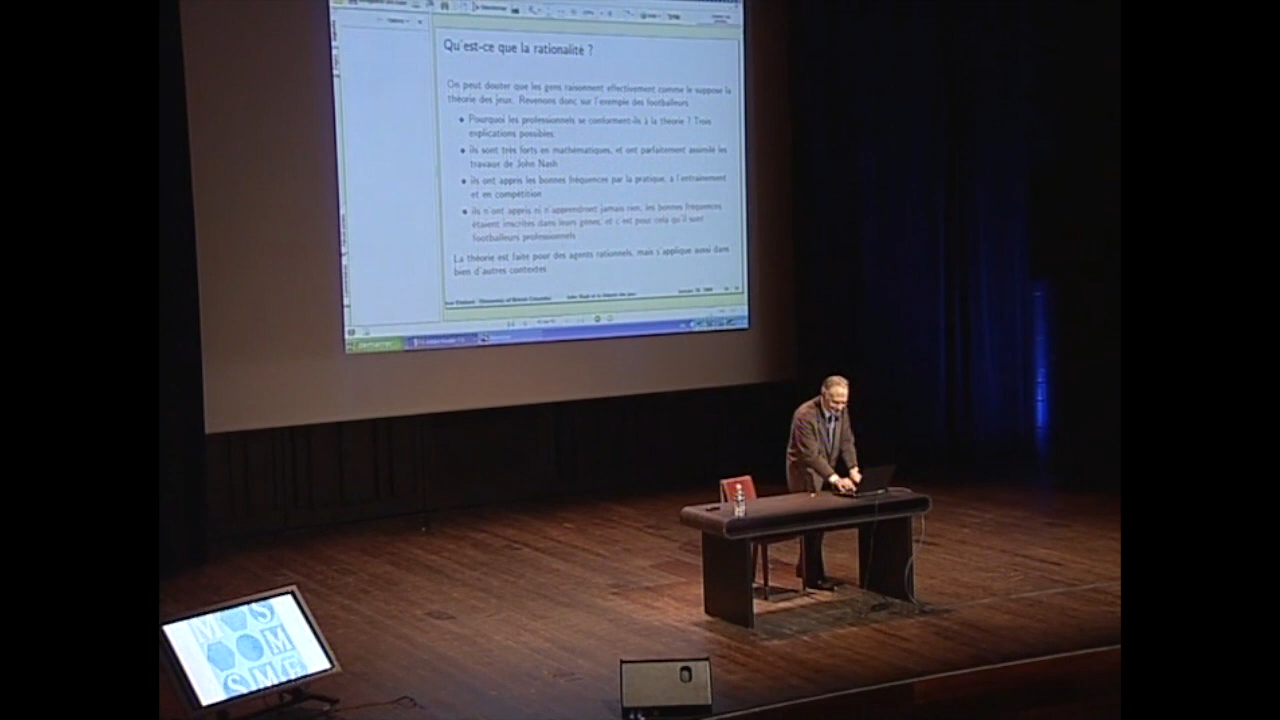 Qu'est-ce que la rationalité ?
On peut douter que les gens raisonnent effectivement comme le suppose la
théorie des jeux. Revenons donc sur l'exemple des footballeurs
• Pourquoi les professionnels se conforment-ils à la théorie ? Trois
explications possibles.
• ils sont très forts en mathématiques, et ont parfaitement assimilé les
travaux de John Nash
• ils ont appris les bonnes fréquences par la pratique, à l'entrainement
et en compétition
• ils n'ont appris ni n'apprendront jamais rien, les bonnes fréquences
étaient inscrites dans leurs gènes, et c'est pour cela qu'il sont
footballeurs professionnels
La théorie est faite pour des agents rationnels, mais s'applique aussi dans
bien d'autres contextes
démarrer